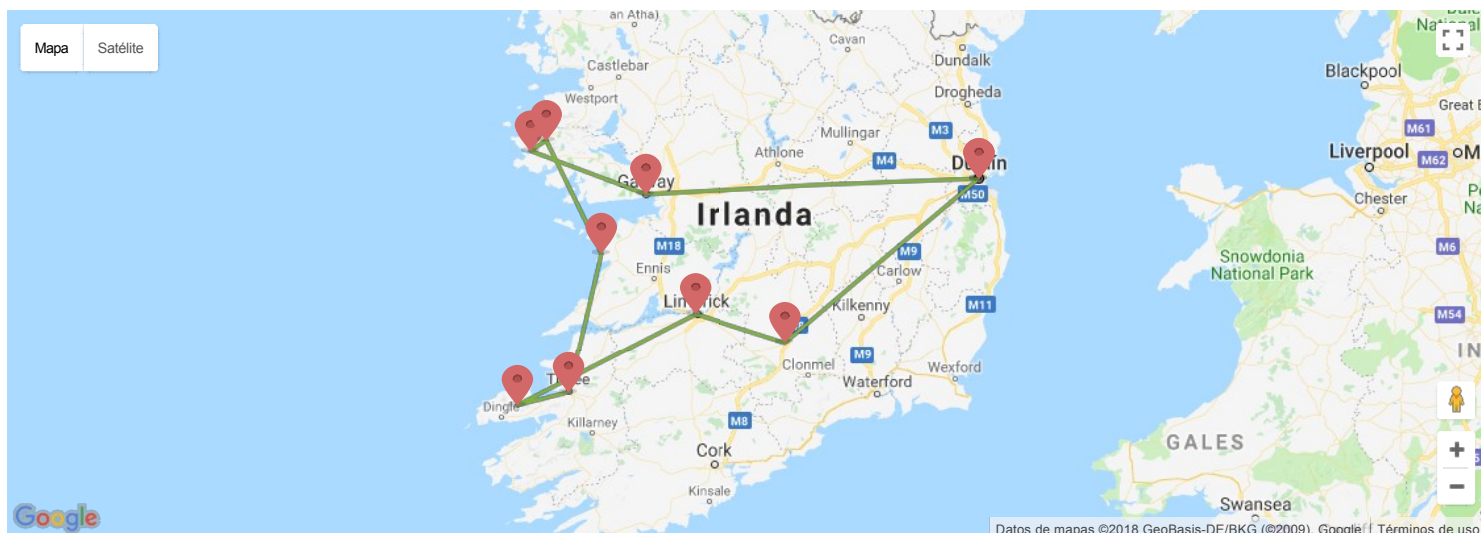 an Atha)
Cavan
Dundalk
National
Mapa
Satélite
Castlebar
Blackpool
Westport
Drogheda
Great
Mullingar
M3
M61
Athlone
M4
Liverpool
M62
Dublin
Galway
M50
Chester
Irlanda
M18
M9
M6
Snowdonia
National Park
Ennis
Carlow
Limerick
Kilkenny
M11
M54
IN
Clonmel
M9
Wexford
Waterford
Tralee
Dingle
Killarney
M8
GALES
Cork
Kinsale
Swansea
Google
Datos de mapas ©2018 GeoBasis-DE/BKG (©2009), Google
Términos de uso